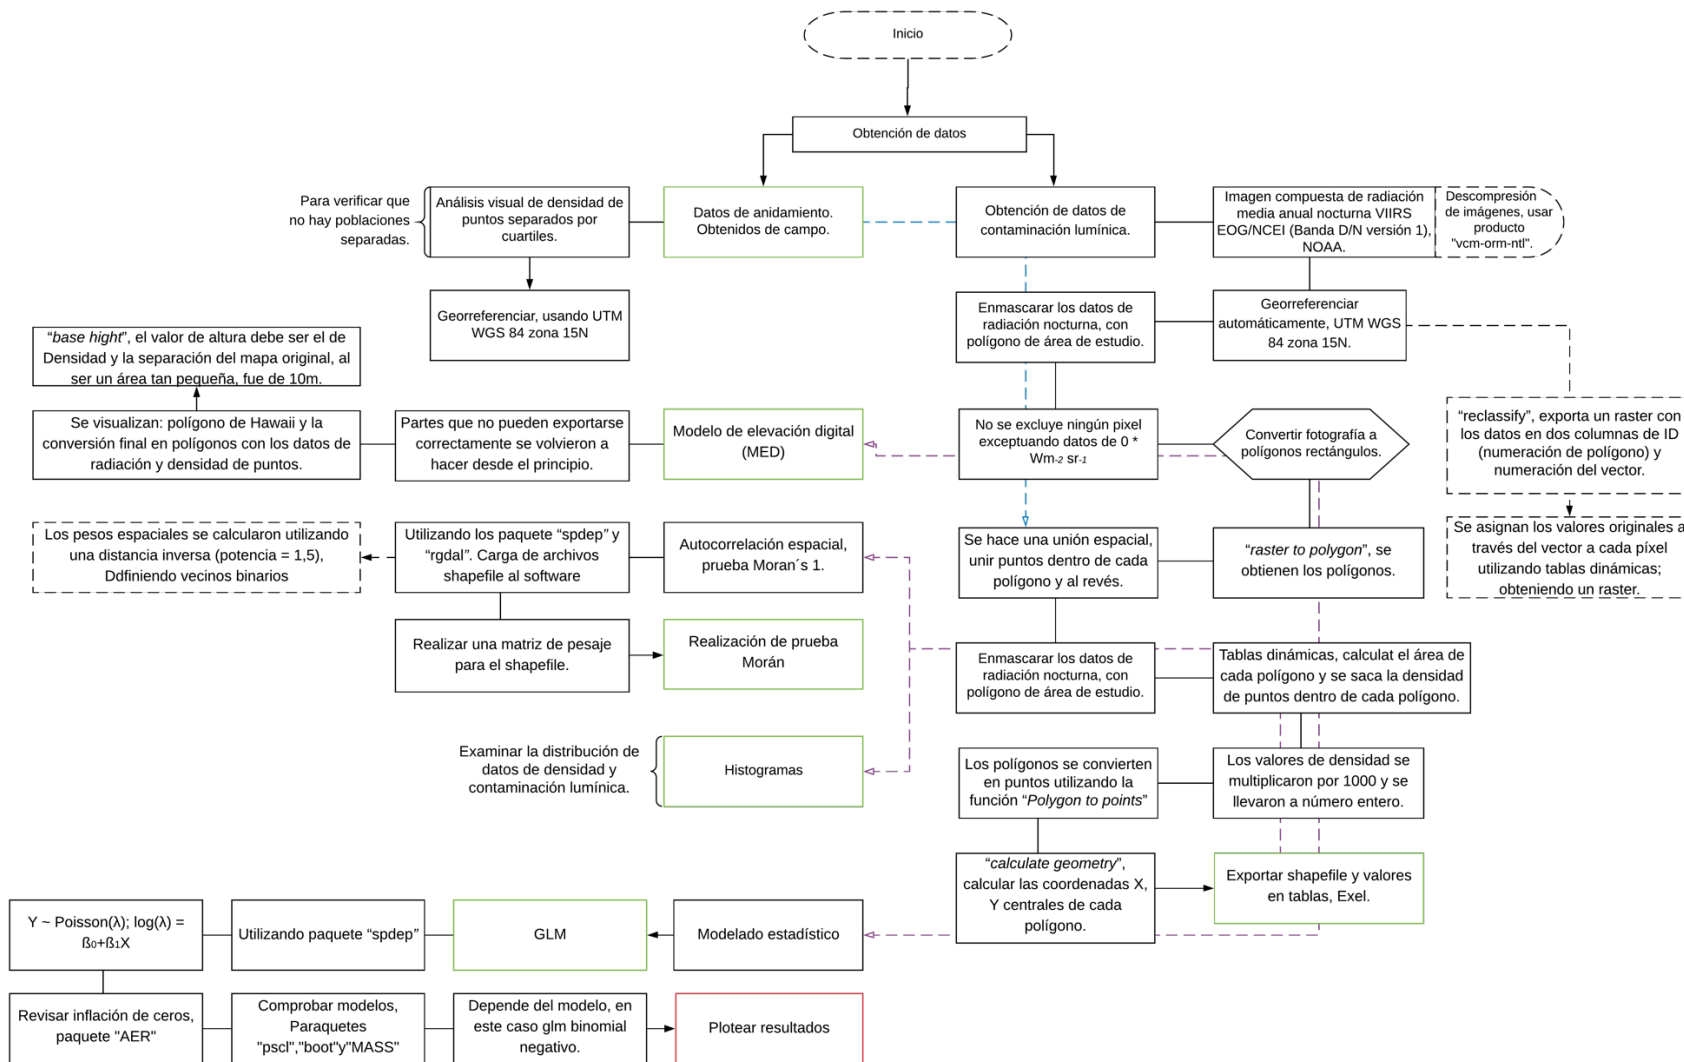 Inicio
Obtención de datos
Para verificar que
no hay poblaciones
separadas.
Análisis visual de densidad de
puntos separados por
cuartiles.
Datos de anidamiento.
Obtenidos de campo.
Obtención de datos de
contaminación lumínica.
Imagen compuesta de radiación
media anual nocturna VIIRS
EOG/NCEI (Banda D/N versión 1),
NOAA.
Descompresión
de imágenes, usar
producto
"vcm-orm-ntl".
Georreferenciar, usando UTM
WGS 84 zona 15N
Enmascarar los datos de
radiación nocturna, con
polígono de área de estudio.
Georreferenciar
automáticamente, UTM WGS
84 zona 15N.
“base hight”, el valor de altura debe ser el de
Densidad y la separación del mapa original, al
ser un área tan pequeña, fue de 10m.
Se visualizan: polígono de Hawaii y la
conversión final en polígonos con los datos de
radiación y densidad de puntos.
Partes que no pueden exportarse
correctamente se volvieron a
hacer desde el principio.
Modelo de elevación digital
(MED)
No se excluye ningún pixel
exceptuando datos de 0 *
Wm-2 sr-1
Convertir fotografía a
polígonos rectángulos.
“reclassify”, exporta un raster con
los datos en dos columnas de ID
(numeración de polígono) y
numeración del vector.
Los pesos espaciales se calcularon utilizando
una distancia inversa (potencia = 1,5),
Ddfiniendo vecinos binarios
Utilizando los paquete “spdep” y
“rgdal”. Carga de archivos
shapefile al software
Autocorrelación espacial,
prueba Moran´s 1.
Se hace una unión espacial,
unir puntos dentro de cada
polígono y al revés.
“raster to polygon”, se
obtienen los polígonos.
Se asignan los valores originales a
través del vector a cada píxel
utilizando tablas dinámicas;
obteniendo un raster.
Realizar una matriz de pesaje
para el shapefile.
Realización de prueba
Morán
Enmascarar los datos de
radiación nocturna, con
polígono de área de estudio.
Tablas dinámicas, calculat el área de
cada polígono y se saca la densidad
de puntos dentro de cada polígono.
Examinar la distribución de
datos de densidad y
contaminación lumínica.
Histogramas
Los polígonos se convierten
en puntos utilizando la
función “Polygon to points”
Los valores de densidad se
multiplicaron por 1000 y se
llevaron a número entero.
“calculate geometry”,
calcular las coordenadas X,
Y centrales de cada
polígono.
Exportar shapefile y valores
en tablas, Exel.
Y ~ Poisson(λ); log(λ) =
ß0+ß1X
Utilizando paquete “spdep”
GLM
Modelado estadístico
Revisar inflación de ceros,
paquete "AER"
Comprobar modelos,
Paraquetes
"pscl","boot"y"MASS"
Depende del modelo, en
este caso glm binomial
negativo.
Plotear resultados